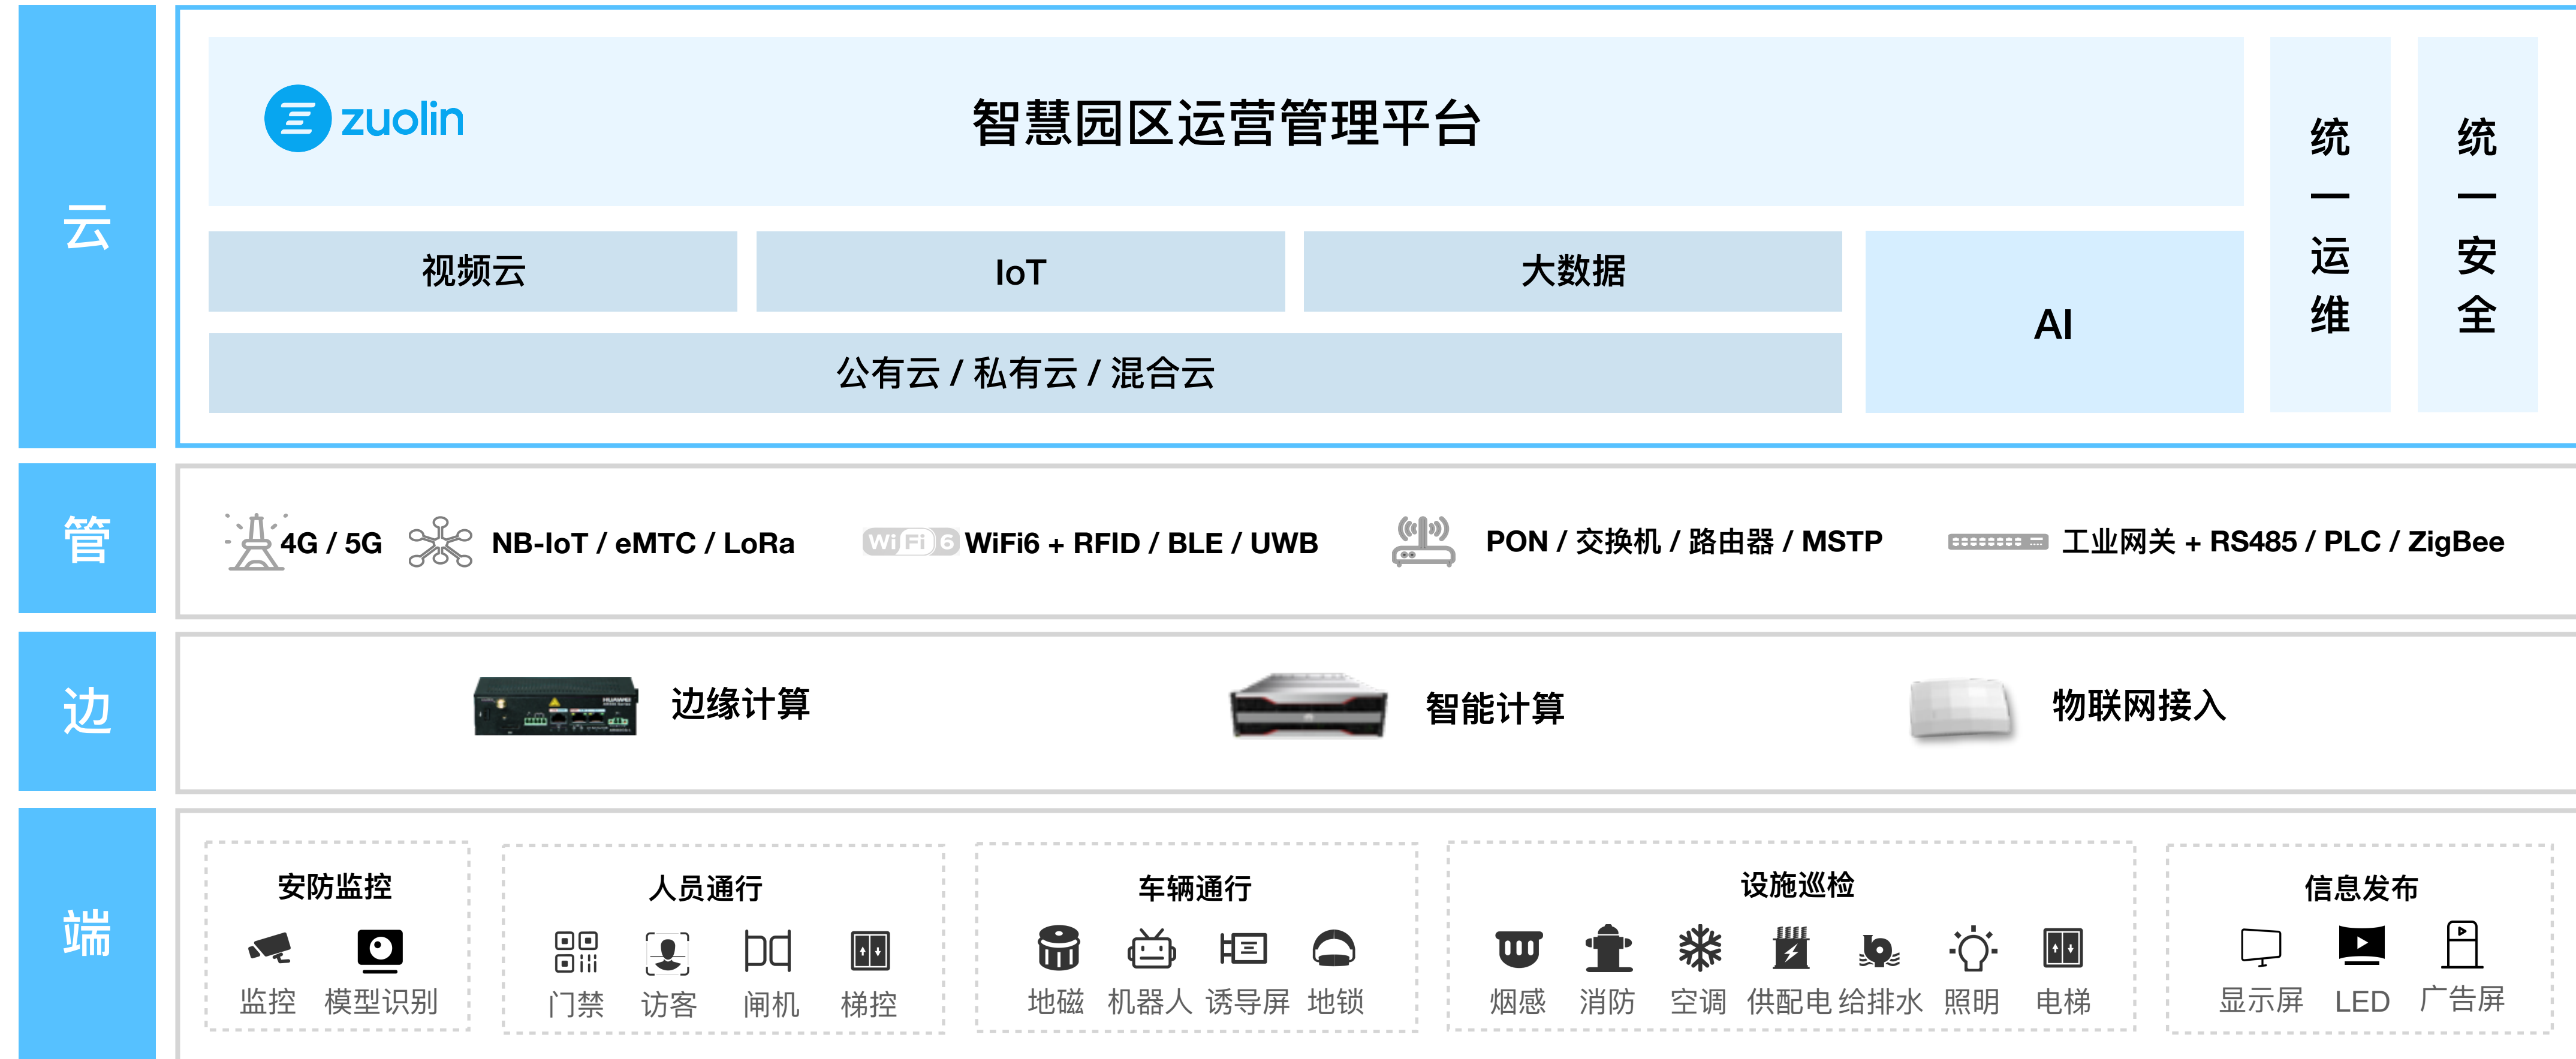 云
zuolin
智慧园区运营管理平台
统一运维
统一安全
视频云
IoT
大数据
AI
公有云 / 私有云 / 混合云
管
4G / 5G
NB-IoT / eMTC / LoRa
WiFi 6
WiFi6 + RFID / BLE / UWB
PON / 交换机 / 路由器 / MSTP
工业网关 + RS485 / PLC / ZigBee
边
HUAWEI
边缘计算
智能计算
物联网接入
端
安防监控
监控
模型识别
人员通行
门禁
访客
闸机
梯控
车辆通行
地磁
机器人
诱导屏
地锁
设施巡检
烟感
消防
空调
供配电
给排水
照明
电梯
信息发布
显示屏
LED
广告屏